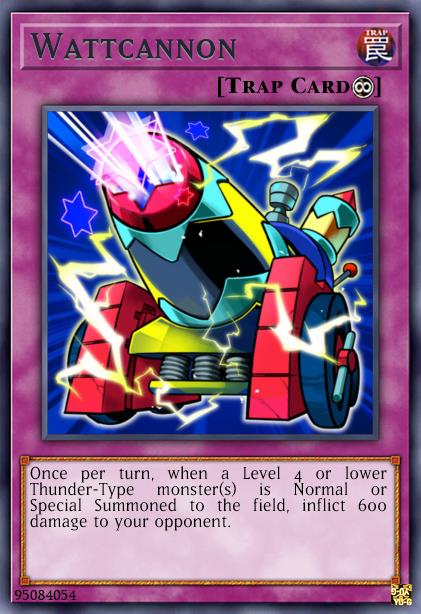 Wattcannon
TRAP
罠
[Trap Card]
Once per turn, when a Level 4 or lower
Thunder-Type monster(s) is Normal or
Special Summoned to the field, inflict 600
damage to your opponent.
95084054